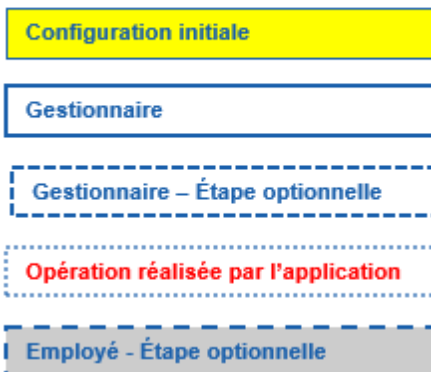 Configuration initiale
Gestionnaire
Gestionnaire – Étape optionnelle
Opération réalisée par l'application
Employé - Étape optionnelle